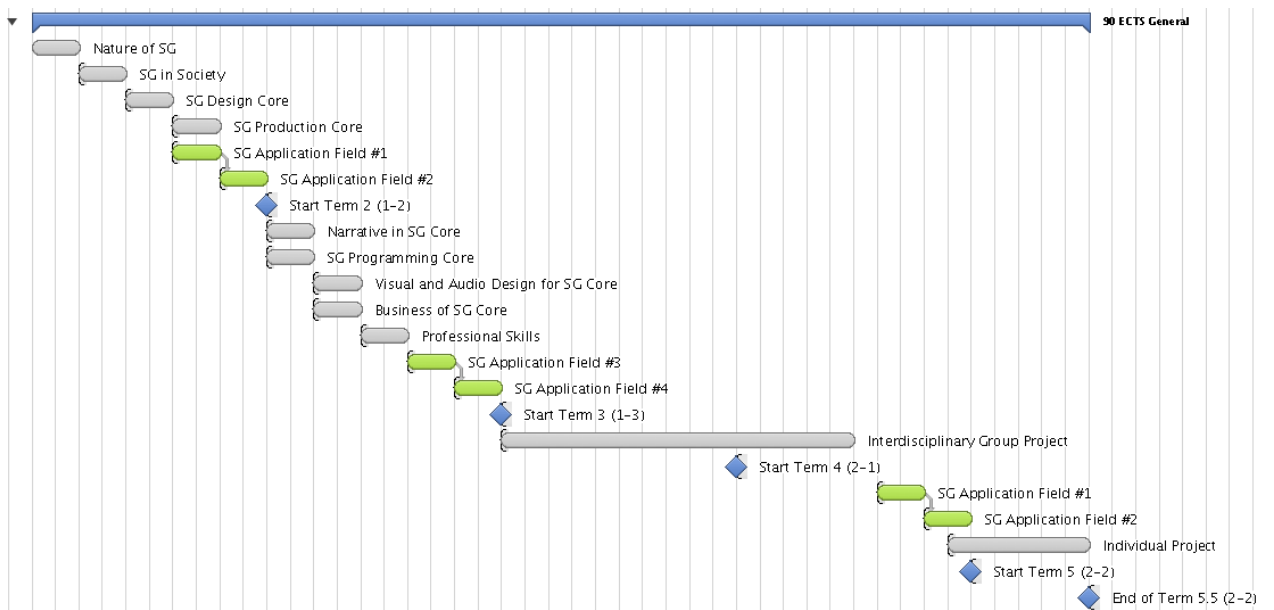 90 ECTS General
Nature of SG
SG in Society
SG Design Core
SG Production Core
SG Application Field #1
SG Application Field #2
Start Term 2 (1-2)
Narrative in SG Core
SG Programming Core
Visual and Audio Design for SG Core
Business of SG Core
Professional Skills
SG Application Field #3
SG Application Field #4
Start Term 3 (1-3)
Interdisciplinary Group Project
Start Term 4 (2-1)
SG Application Field #1
SG Application Field #2
Individual Project
Start Term 5 (2-2)
End of Term 5.5 (2-2)